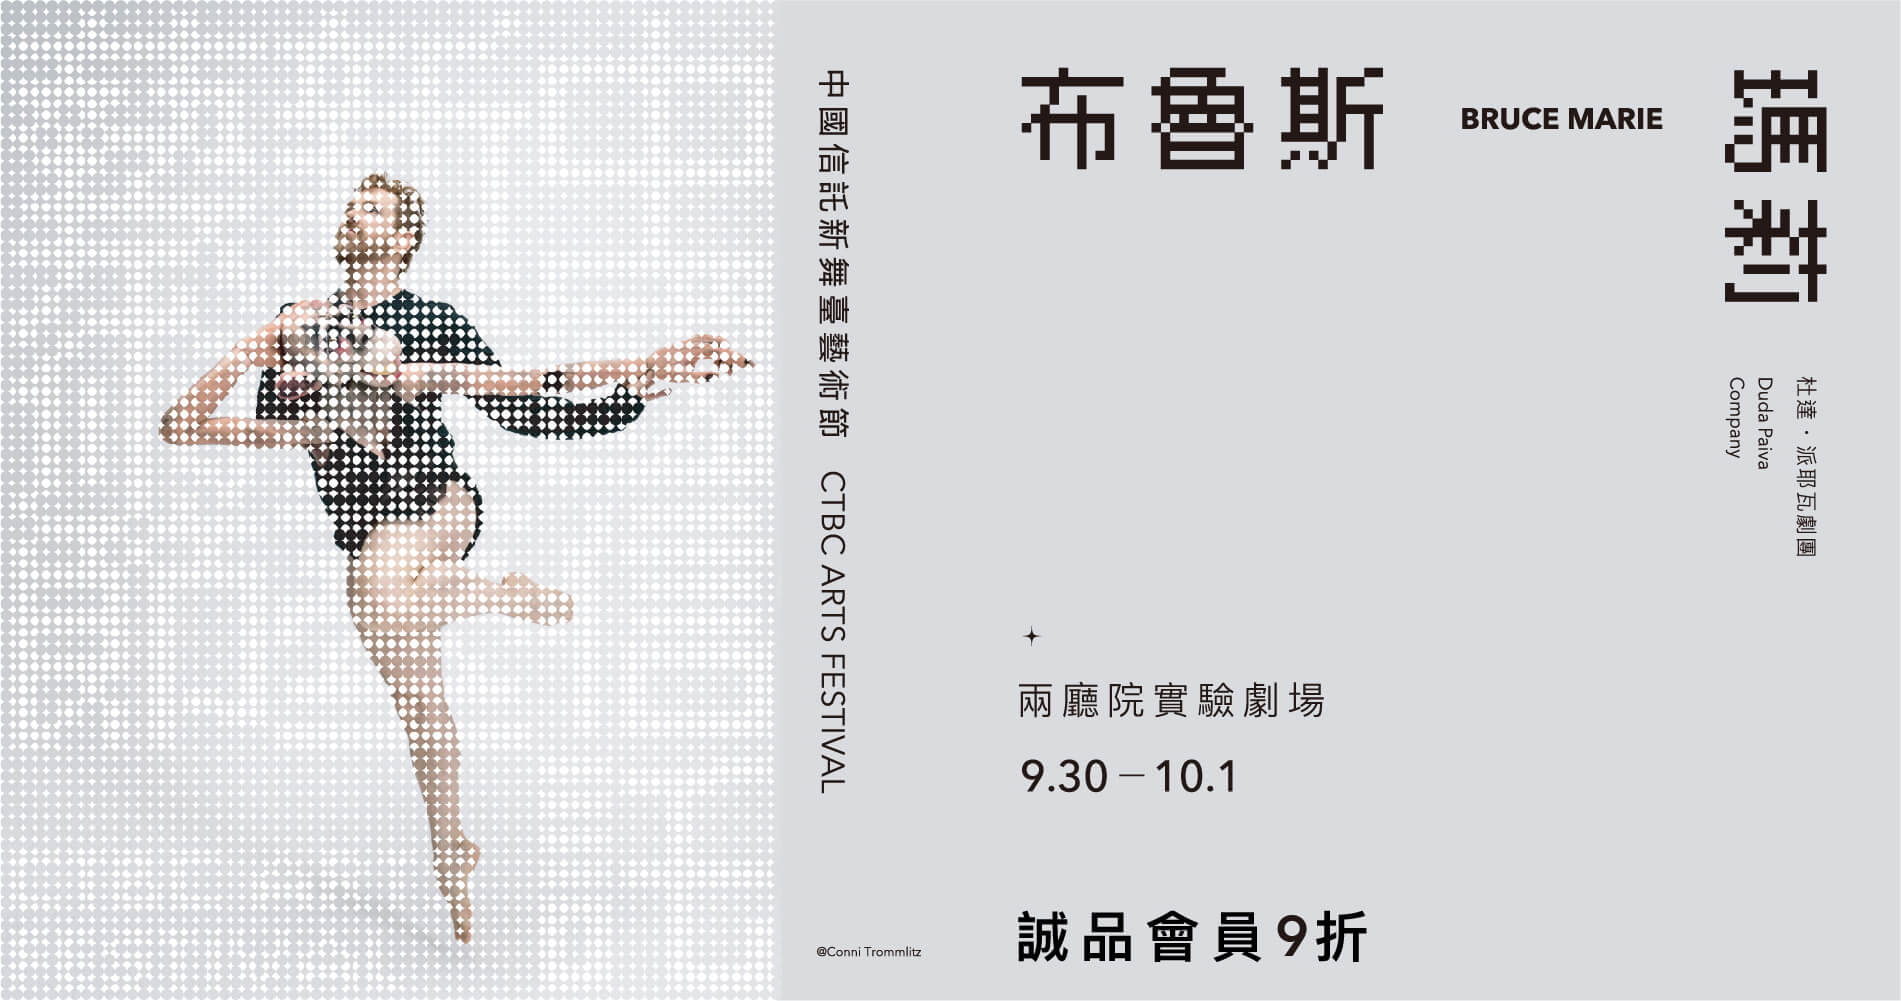 中國信託新舞臺藝術節 CTBC ARTS FESTIVAL
布魯斯
BRUCE MARIE
瑪莉
杜達・派耶瓦劇團
Duda Paiva
Company
兩廳院實驗劇場
9.30—10.1
誠品會員9折
@Conni Trommlitz